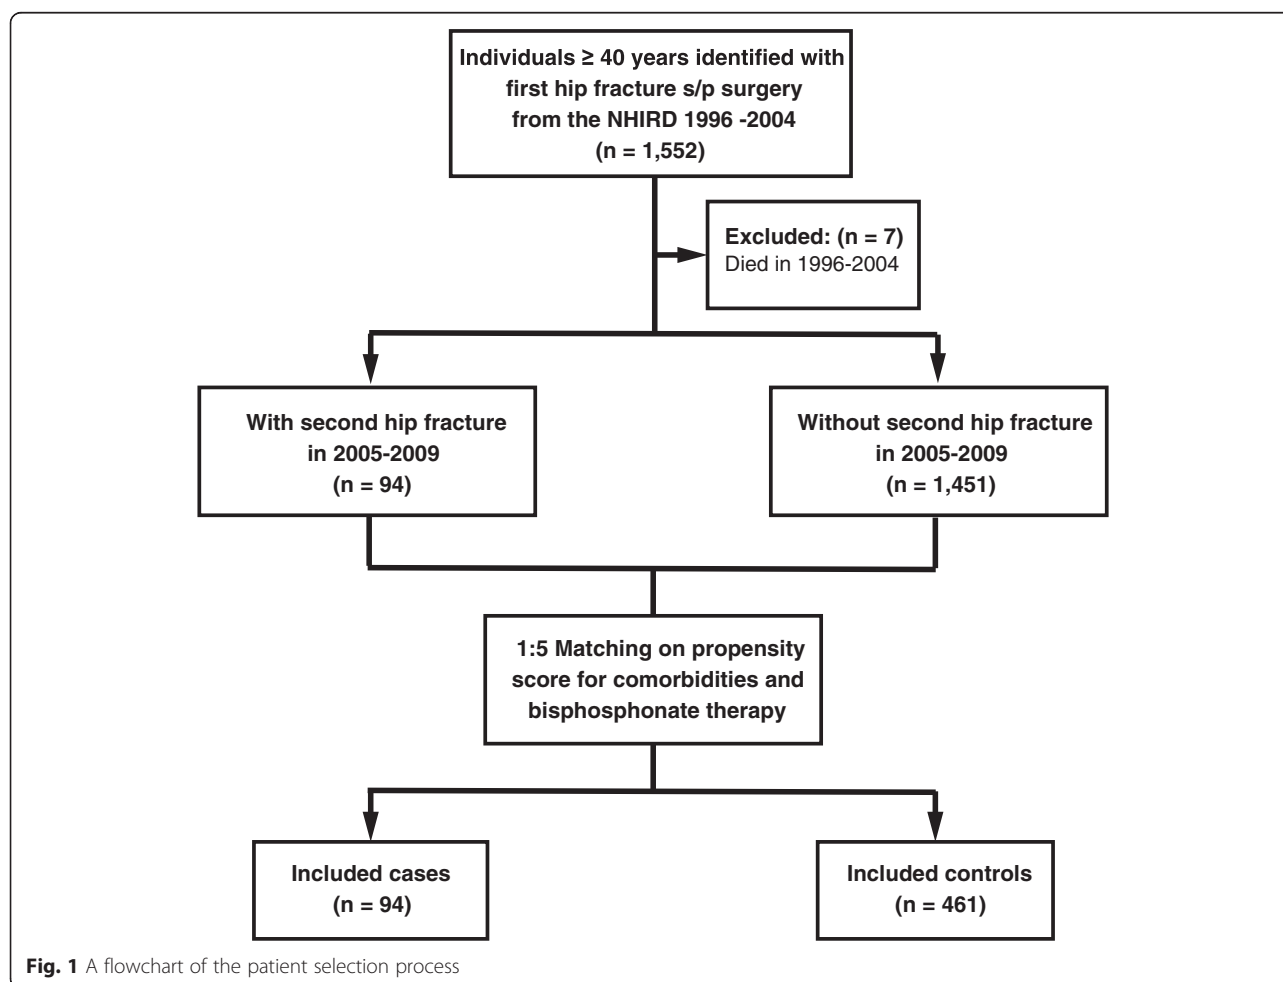 Individuals ≥ 40 years identified with
first hip fracture s/p surgery
from the NHIRD 1996 -2004
(n = 1,552)
Excluded: (n = 7)
Died in 1996-2004
With second hip fracture
in 2005-2009
(n = 94)
Without second hip fracture
in 2005-2009
(n = 1,451)
1:5 Matching on propensity
score for comorbidities and
bisphosphonate therapy
Included cases
(n = 94)
Included controls
(n = 461)
Fig. 1 A flowchart of the patient selection process